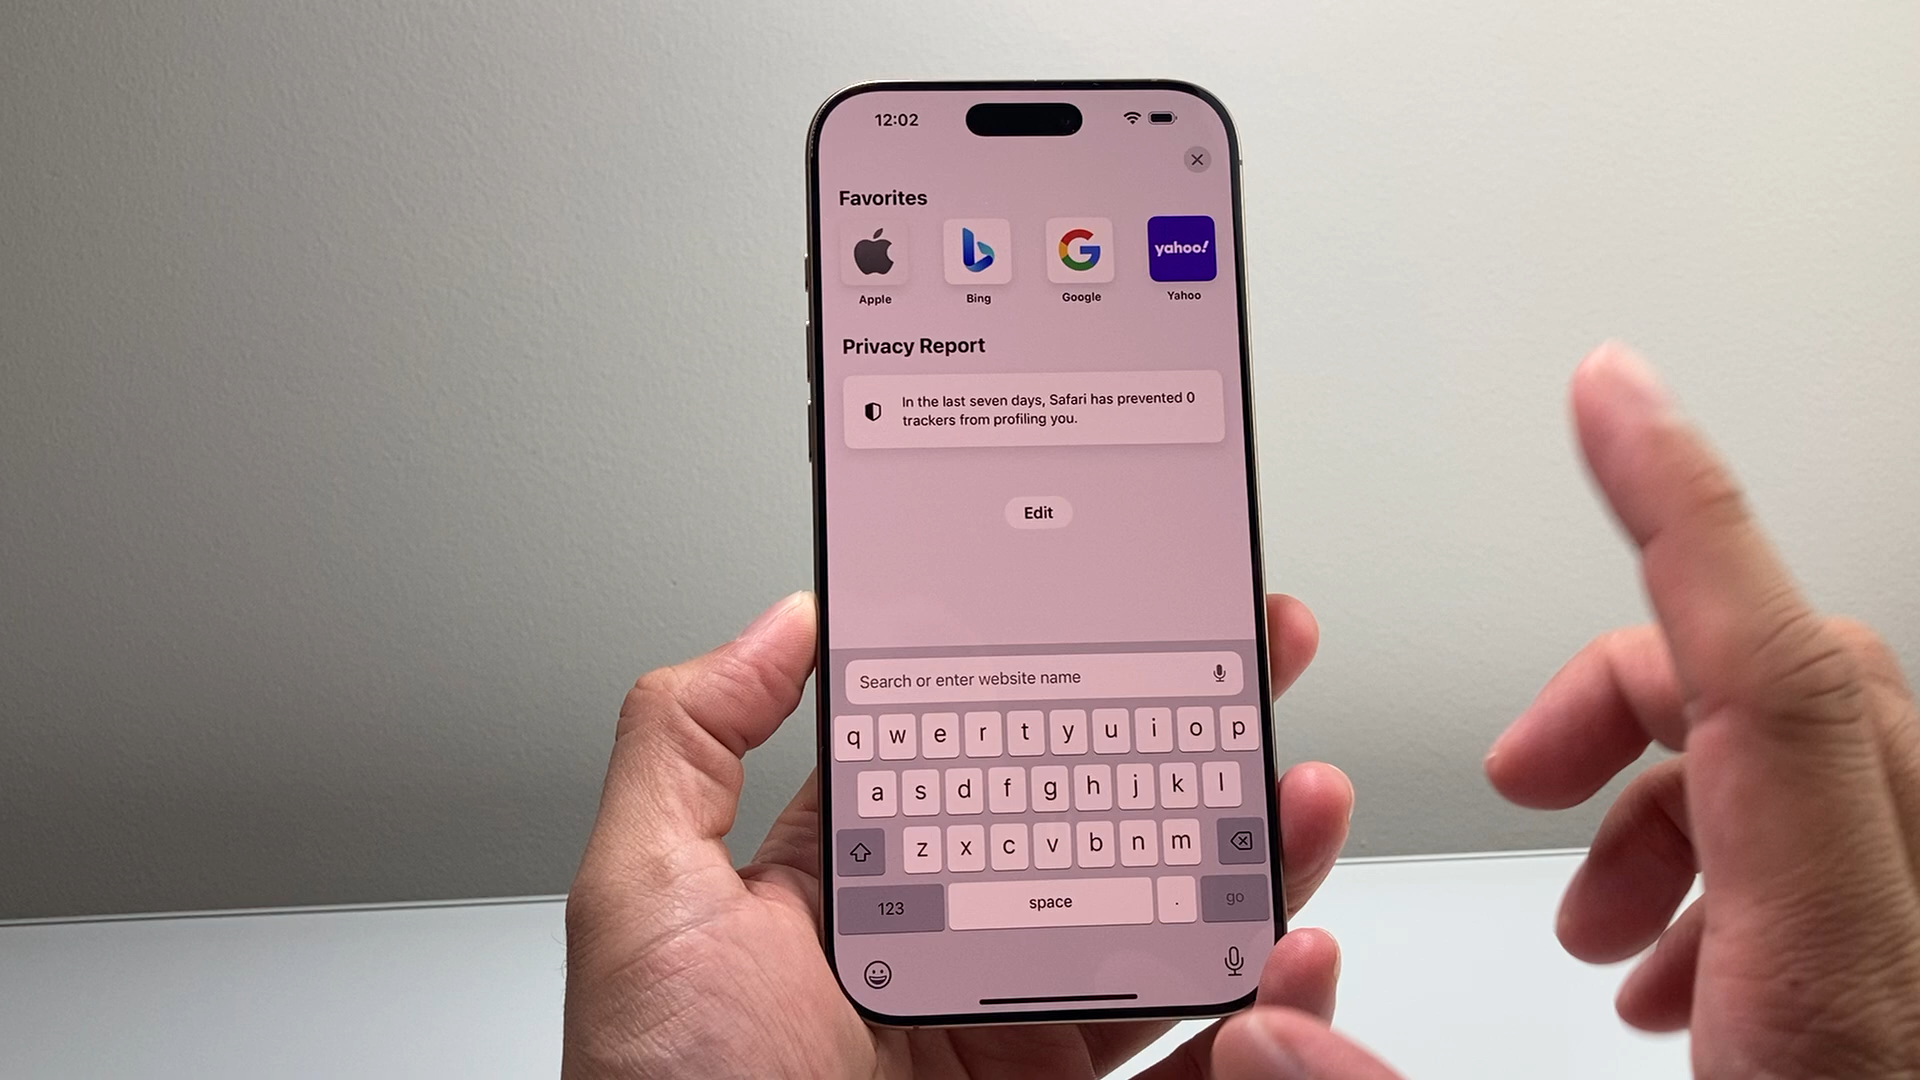 12:02
Favorites
yahoo!
Apple Bing Google Yahoo
Privacy Report
In the last seven days, Safari has prevented 0
trackers from profiling you.
Edit
Search or enter website name
q w e r t y u i o p
a s d f g h j k l
z x c v b n m
123 space . go